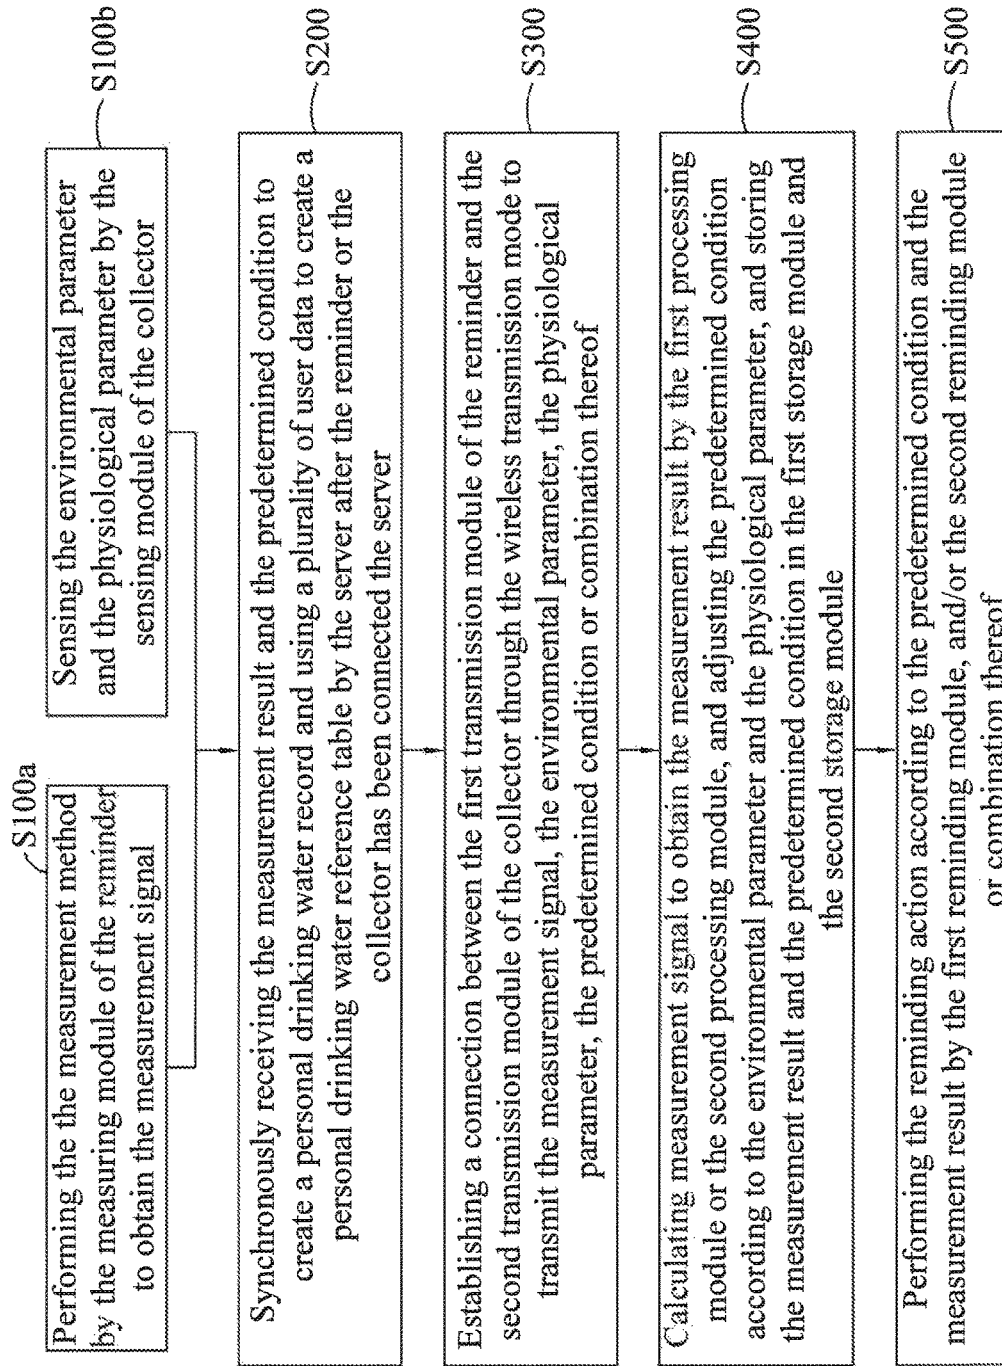 S100a
Performing the the measurement method
by the measuring module of the reminder
to obtain the measurement signal
S100b
Sensing the environmental parameter
and the physiological parameter by the
sensing module of the collector
S200
Synchronously receiving the measurement result and the predetermined condition to
create a personal drinking water record and using a plurality of user data to create a
personal drinking water reference table by the server after the reminder or the
collector has been connected the server
S300
Establishing a connection between the first transmission module of the reminder and the
second transmission module of the collector through the wireless transmission mode to
transmit the measurement signal, the environmental parameter, the physiological
parameter, the predetermined condition or combination thereof
S400
Calculating measurement signal to obtain the measurement result by the first processing
module or the second processing module, and adjusting the predetermined condition
according to the environmental parameter and the physiological parameter, and storing
the measurement result and the predetermined condition in the first storage module and
the second storage module
S500
Performing the reminding action according to the predetermined condition and the
measurement result by the first reminding module, and/or the second reminding module
or combination thereof